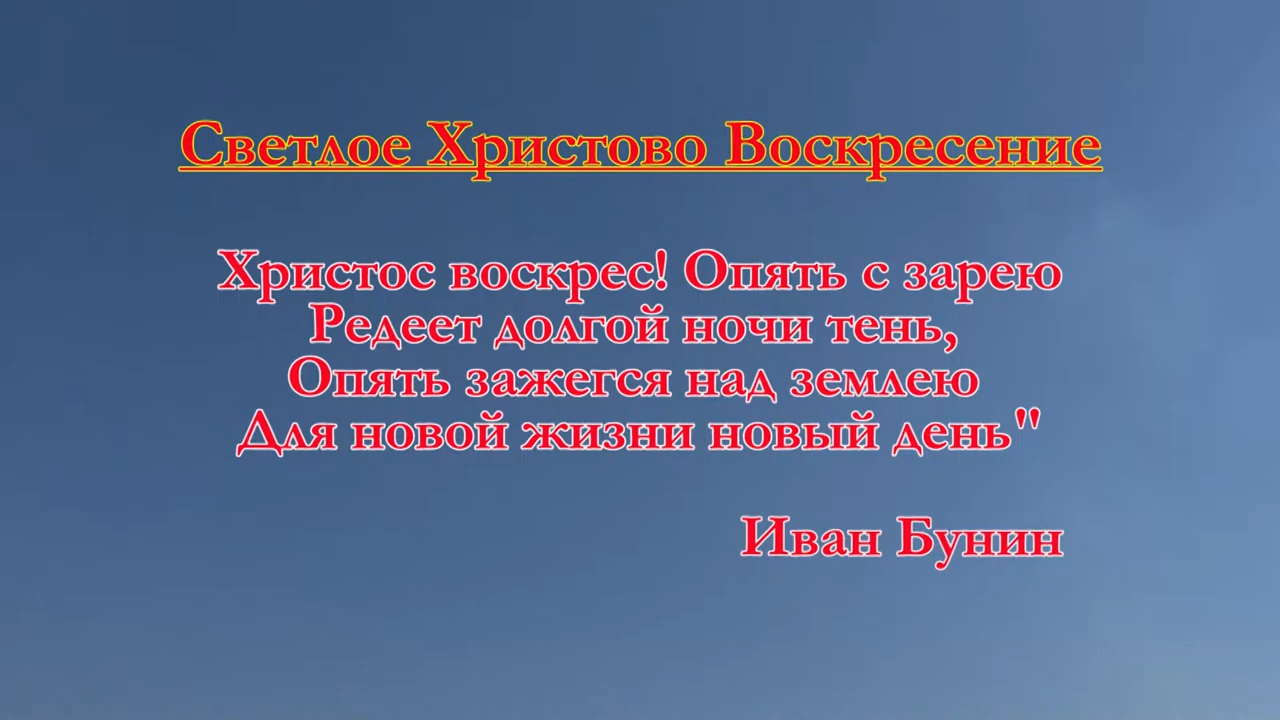 Светлое Христово Воскресение
Христос воскрес! Опять с зарею
Редеет долгой ночи тень,
Опять зажегся над землею
Для новой жизни новый день"
Иван Бунин